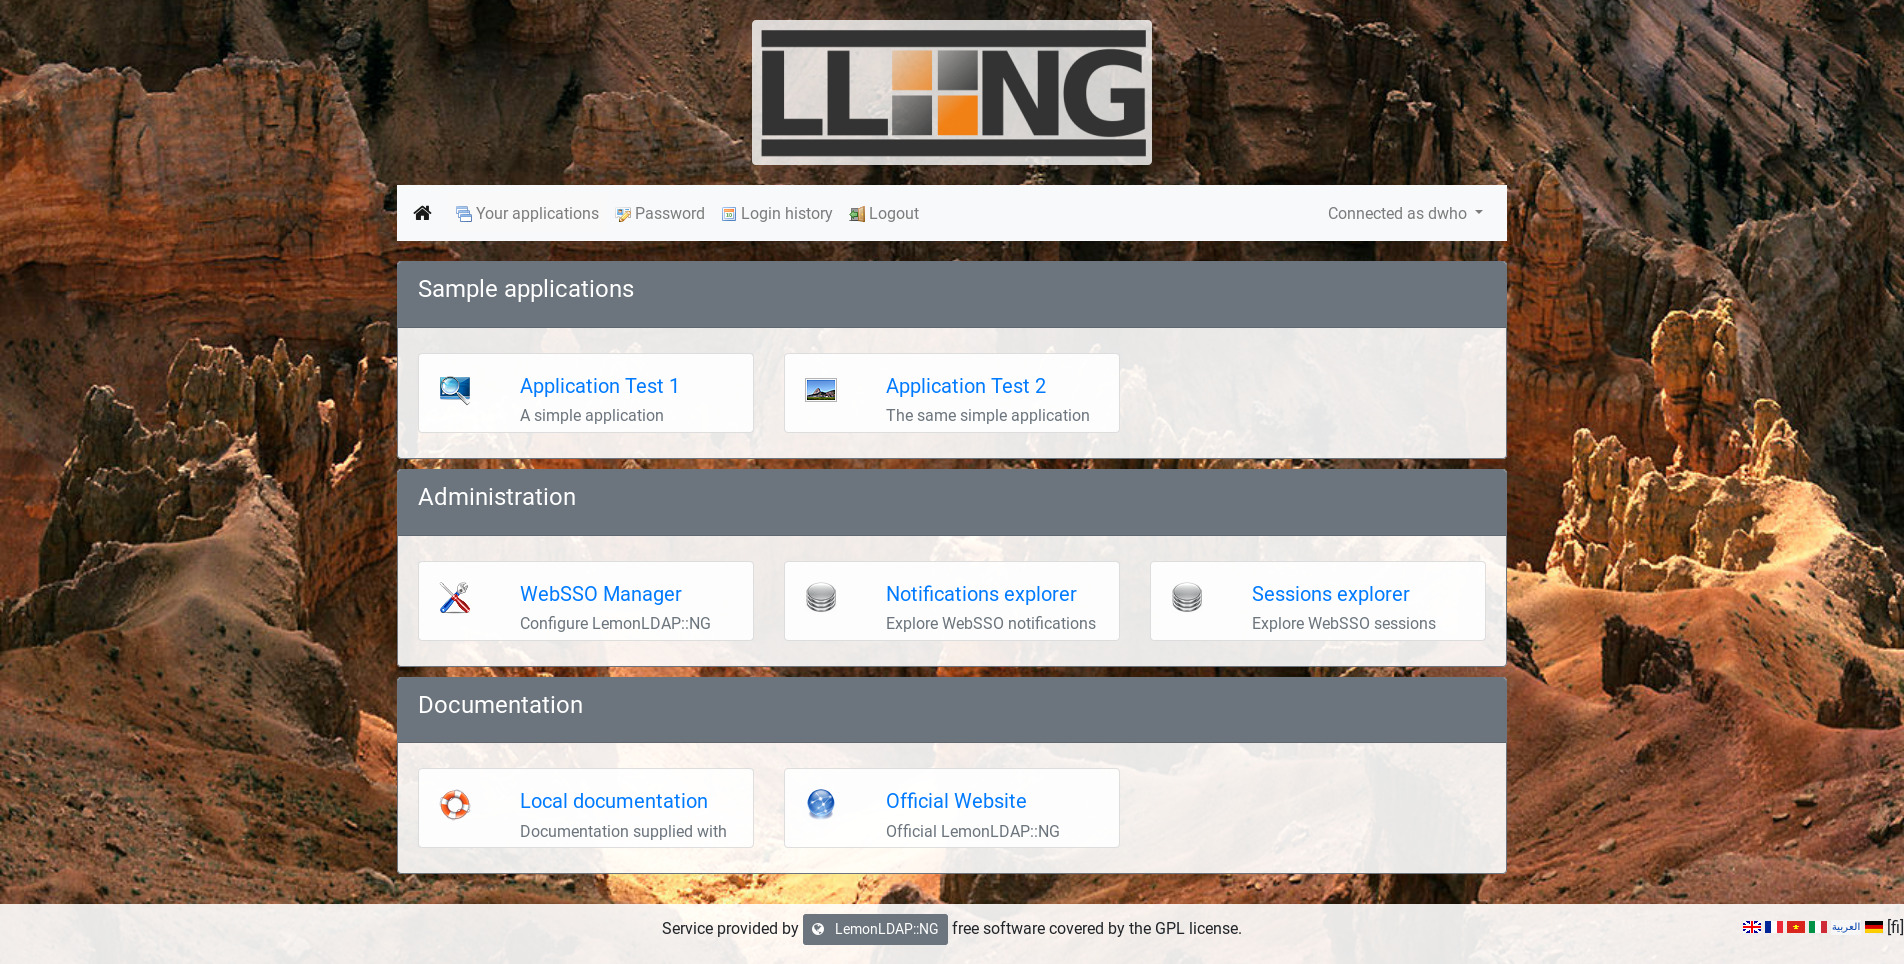 LL NG
Your applications Password Login history Logout Connected as dwho
Sample applications
Application Test 1
A simple application
Application Test 2
The same simple application
Administration
WebSSO Manager
Configure LemonLDAP::NG
Notifications explorer
Explore WebSSO notifications
Sessions explorer
Explore WebSSO sessions
Documentation
Local documentation
Documentation supplied with
Official Website
Official LemonLDAP::NG
Service provided by LemonLDAP::NG free software covered by the GPL license.
العربية [fi]